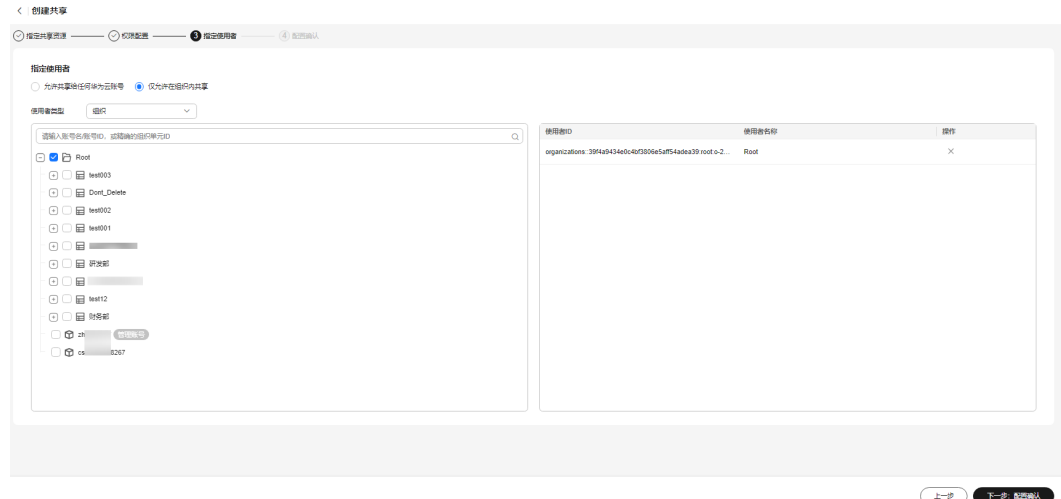 创建共享
指定共享资源 权限配置 3 指定使用者 4 配置确认
指定使用者
允许共享给任何华为云账号 仅允许在组织内共享
使用者类型 组织
请输入账号名/账号ID、或精确的组织单元ID
Root
test003
Dont_Delete
test002
test001
研发部
test12
财务部
zh 管理账号
cs 8267
使用者ID 使用者名称 操作
organizations::39f4a9434e0c4bf3806e5aff54adea39:root:o-2... Root
上一步 下一步：配置确认